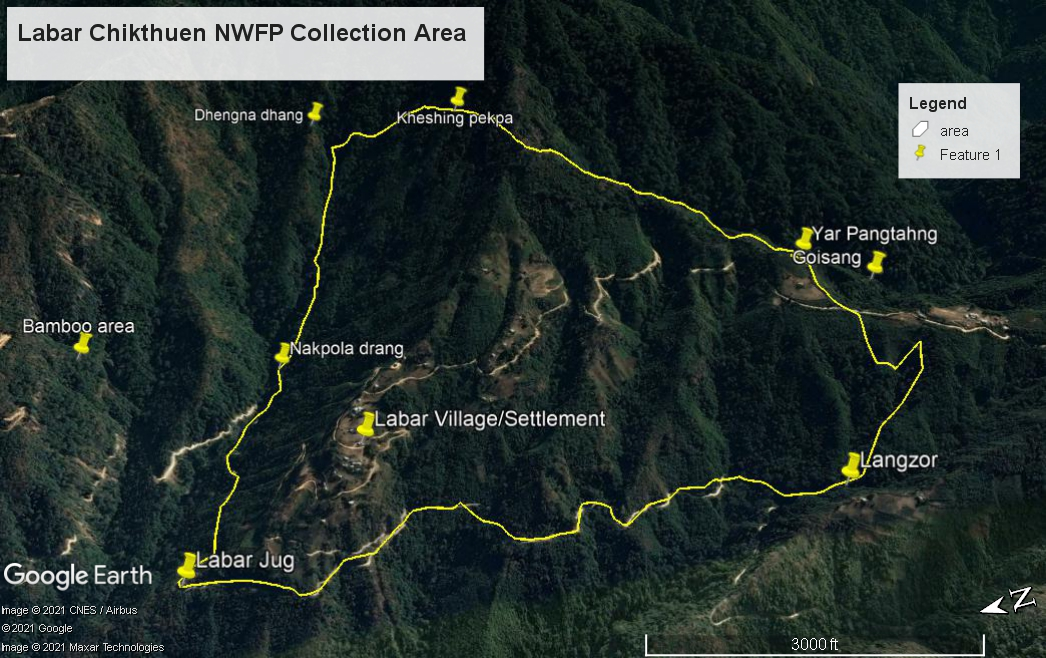 Labar Chikthuen NWFP Collection Area
Legend
area
Feature 1
Dhengna dhang
Kheshing pekpa
Yar Pangtahng
Goisang
Bamboo area
Nakpola drang
Labar Village/Settlement
Langzor
Labar Jug
Google Earth
Image © 2021 CNES / Airbus
© 2021 Google
Image © 2021 Maxar Technologies
N
3000 ft